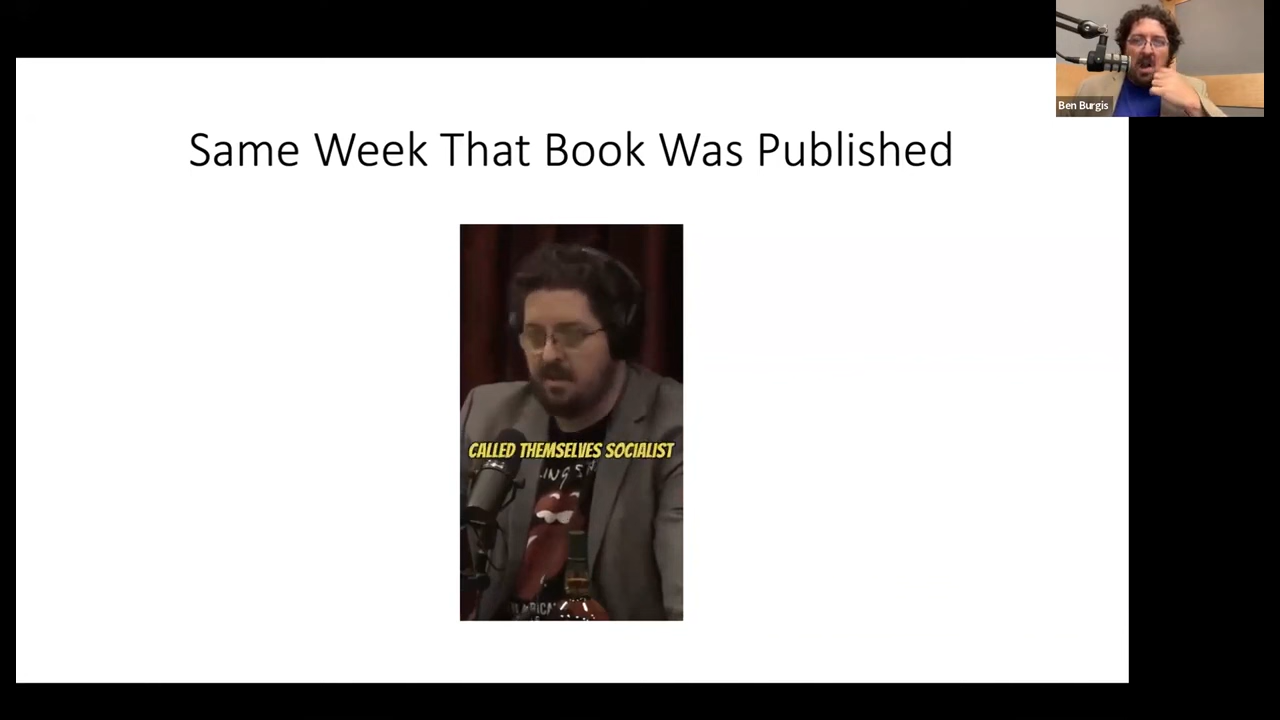 Ben Burgis
Same Week That Book Was Published
CALLED THEMSELVES SOCIALIST